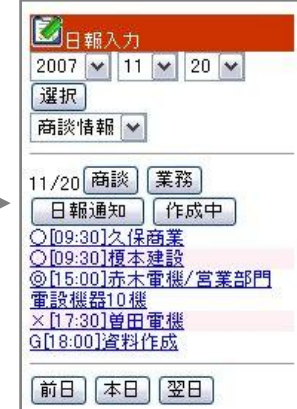 日報入力
2007 11 20
選択
商談情報
11/20 商談 業務
日報通知 作成中
○[09:30]久保商業
○[09:30]榎本建設
◎[15:00]赤木電機/営業部門
電設機器10機
×[17:30]曽田電機
G[18:00]資料作成
前日 本日 翌日